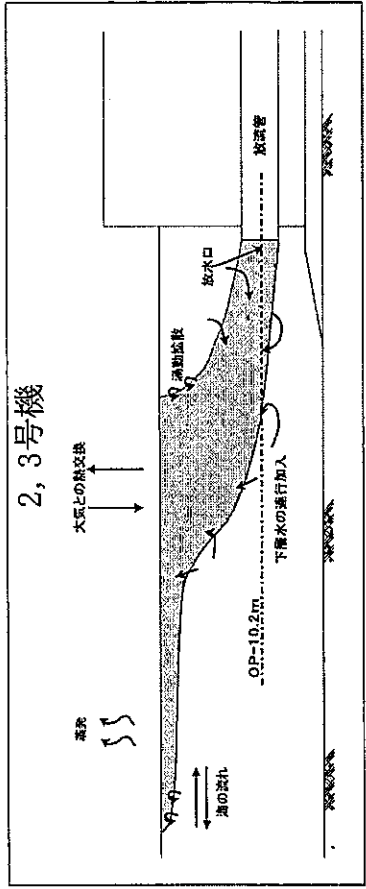 2，3号機
大気との熱交換
蒸発
渦動拡散
放水口
放流管
海の流れ
下層水の連行加入
OP-10.2m